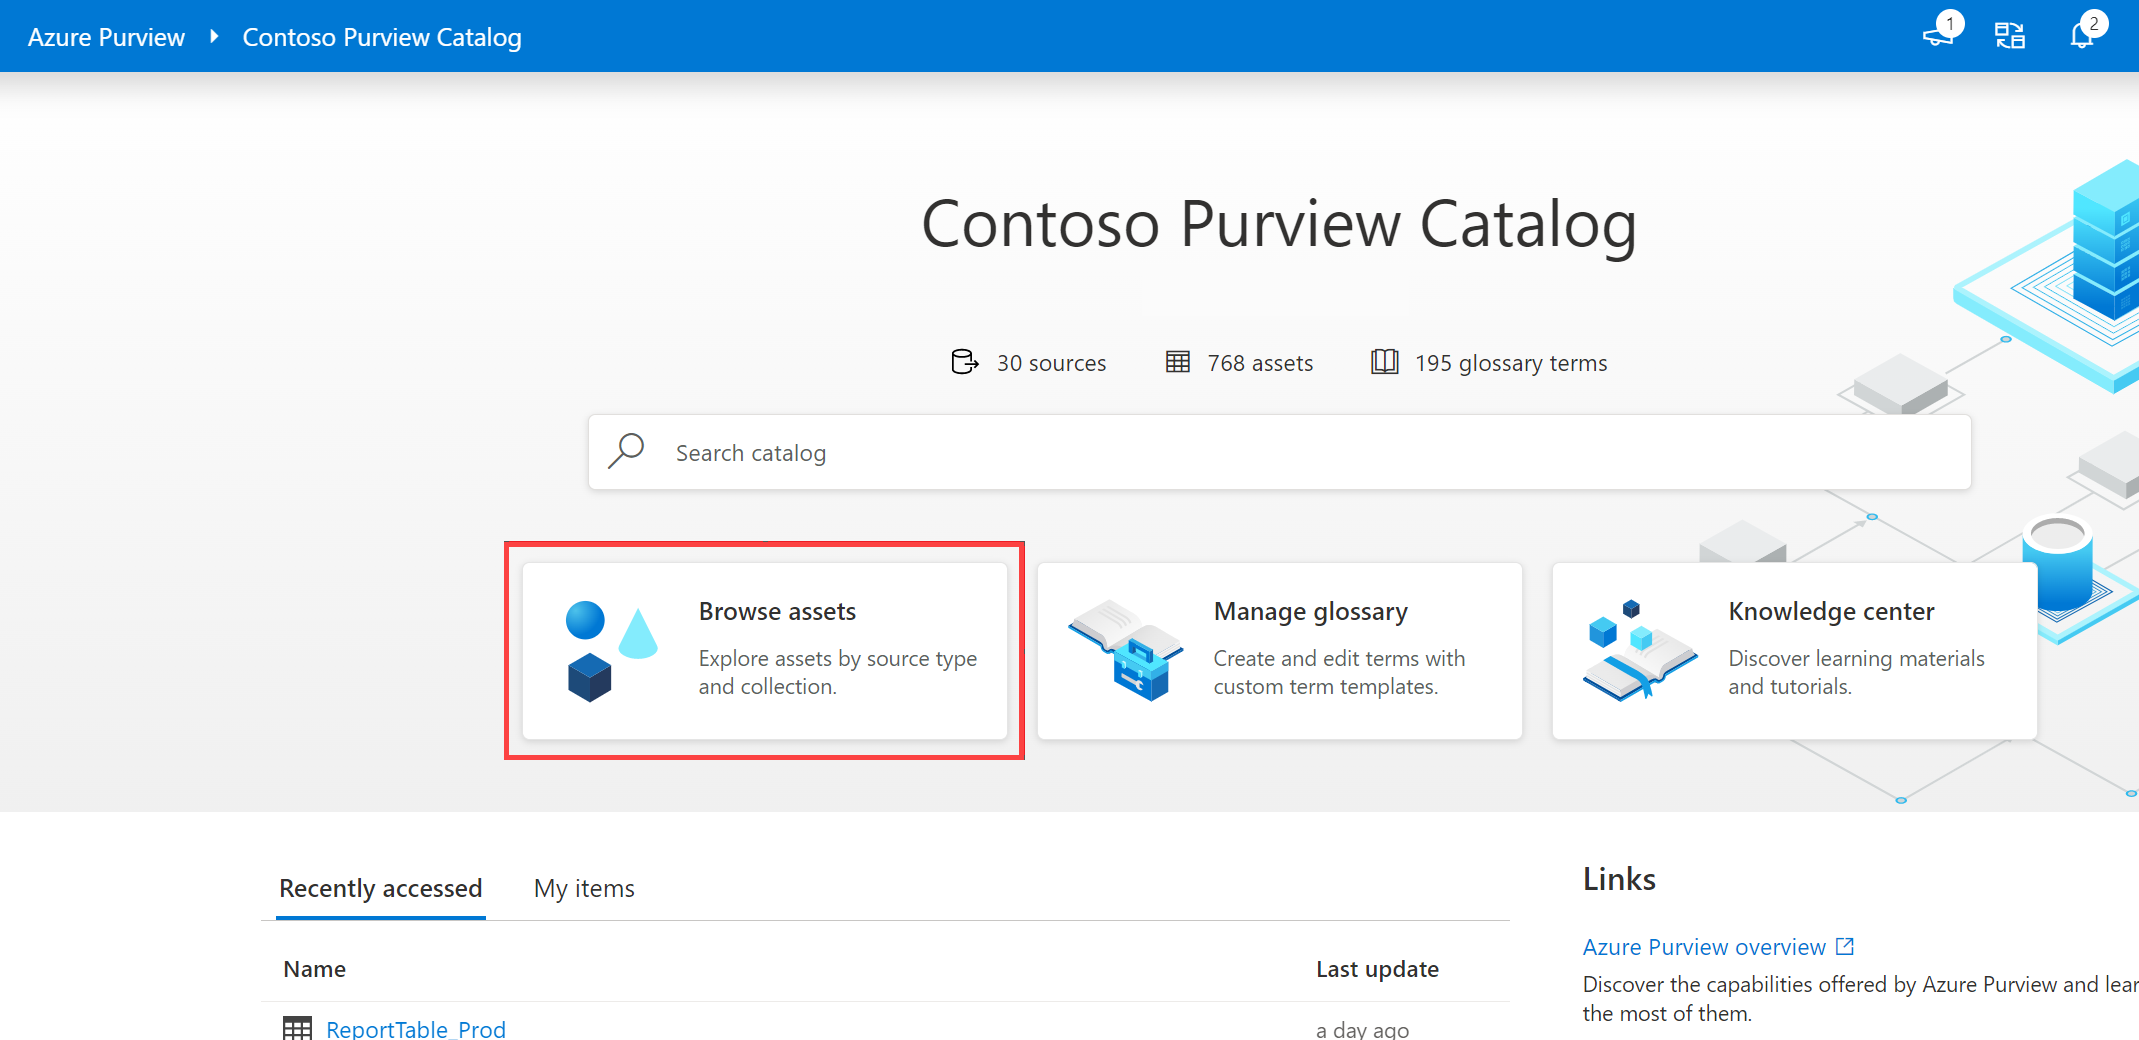 Azure Purview Contoso Purview Catalog 1 2
Contoso Purview Catalog
30 sources 768 assets 195 glossary terms
Search catalog
Browse assets
Explore assets by source type
and collection.
Manage glossary
Create and edit terms with
custom term templates.
Knowledge center
Discover learning materials
and tutorials.
Recently accessed My items
Name Last update
ReportTable_Prod a day ago
Links
Azure Purview overview
Discover the capabilities offered by Azure Purview and lear
the most of them.